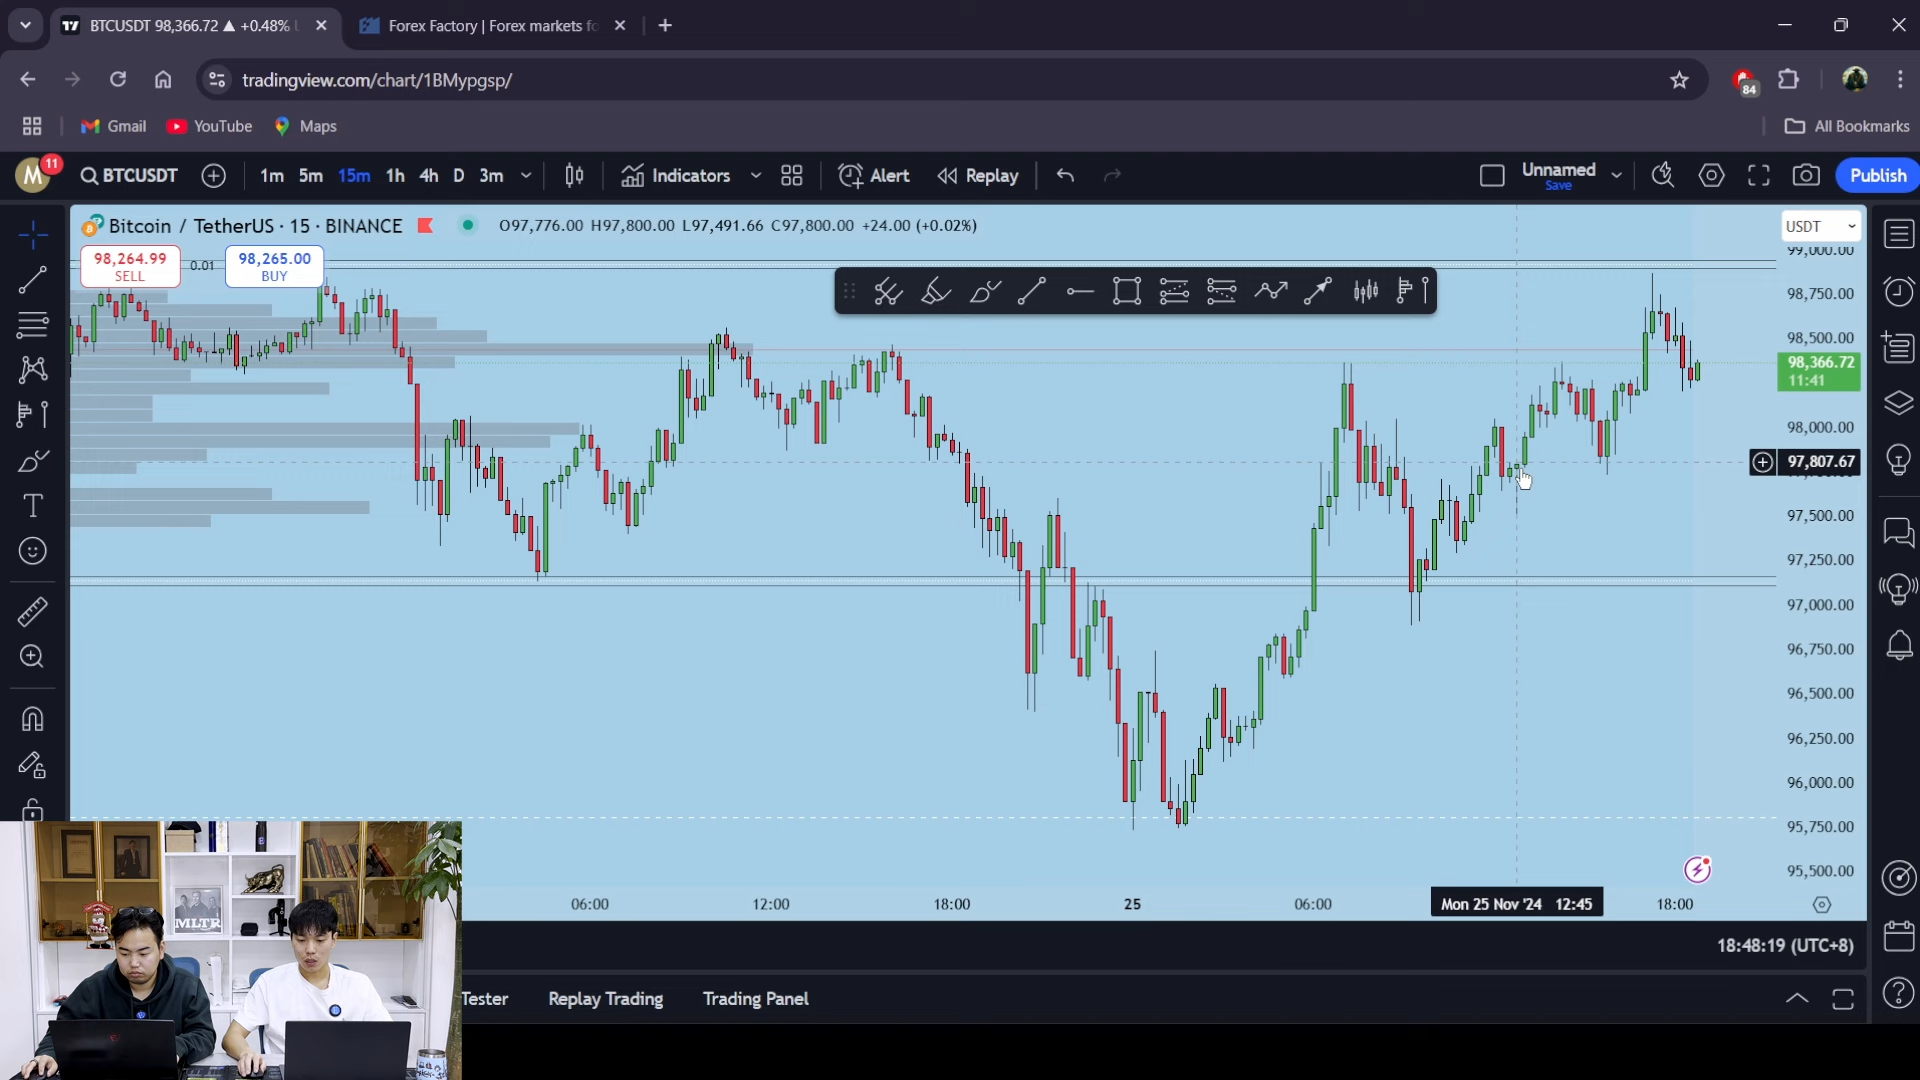 BTCUSDT 98,366.72 ▲ +0.48%
Forex Factory | Forex markets fo
tradingview.com/chart/1BMypgsp/
84
Gmail YouTube Maps All Bookmarks
M 11 BTCUSDT 1m 5m 15m 1h 4h D 3m Indicators Alert Replay Unnamed Save Publish
Bitcoin / TetherUS · 15 · BINANCE O97,776.00 H97,800.00 L97,491.66 C97,800.00 +24.00 (+0.02%)
USDT
98,264.99 SELL
0.01
98,265.00 BUY
99,000.00
98,750.00
98,500.00
98,366.72
11:41
98,000.00
97,807.67
97,500.00
97,250.00
97,000.00
96,750.00
96,500.00
96,250.00
96,000.00
95,750.00
95,500.00
06:00 12:00 18:00 25 06:00 Mon 25 Nov '24 12:45 18:00
18:48:19 (UTC+8)
Tester Replay Trading Trading Panel
MLTR